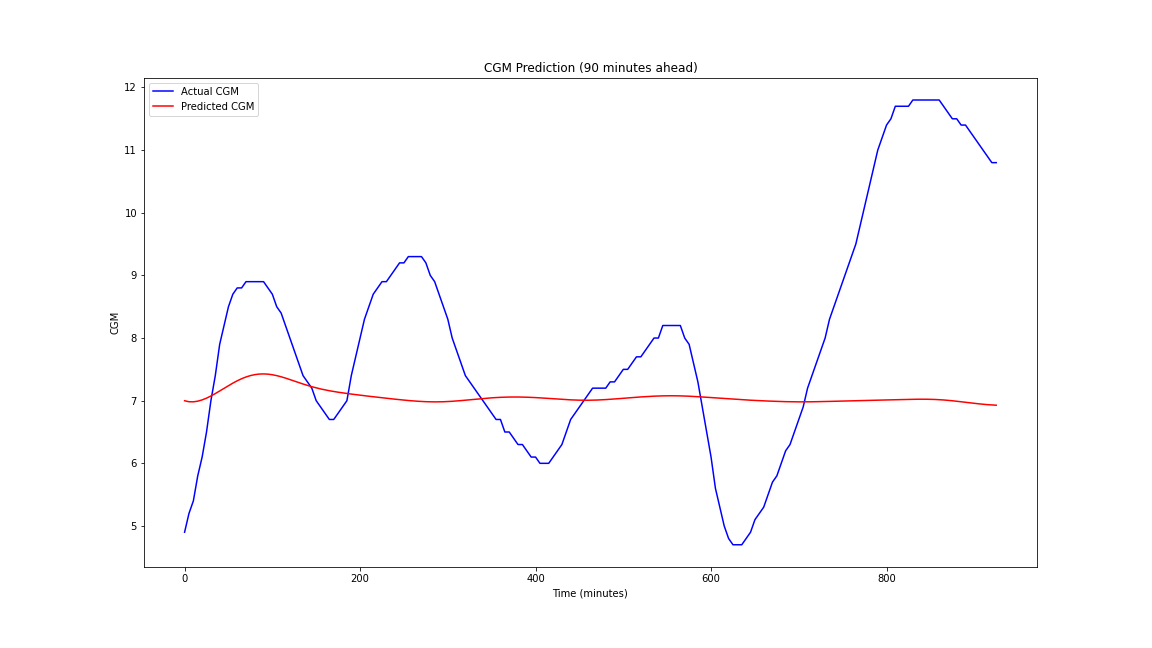 CGM Prediction (90 minutes ahead)
Actual CGM
Predicted CGM
12
11
10
9
8
7
6
5
CGM
0 200 400 600 800
Time (minutes)